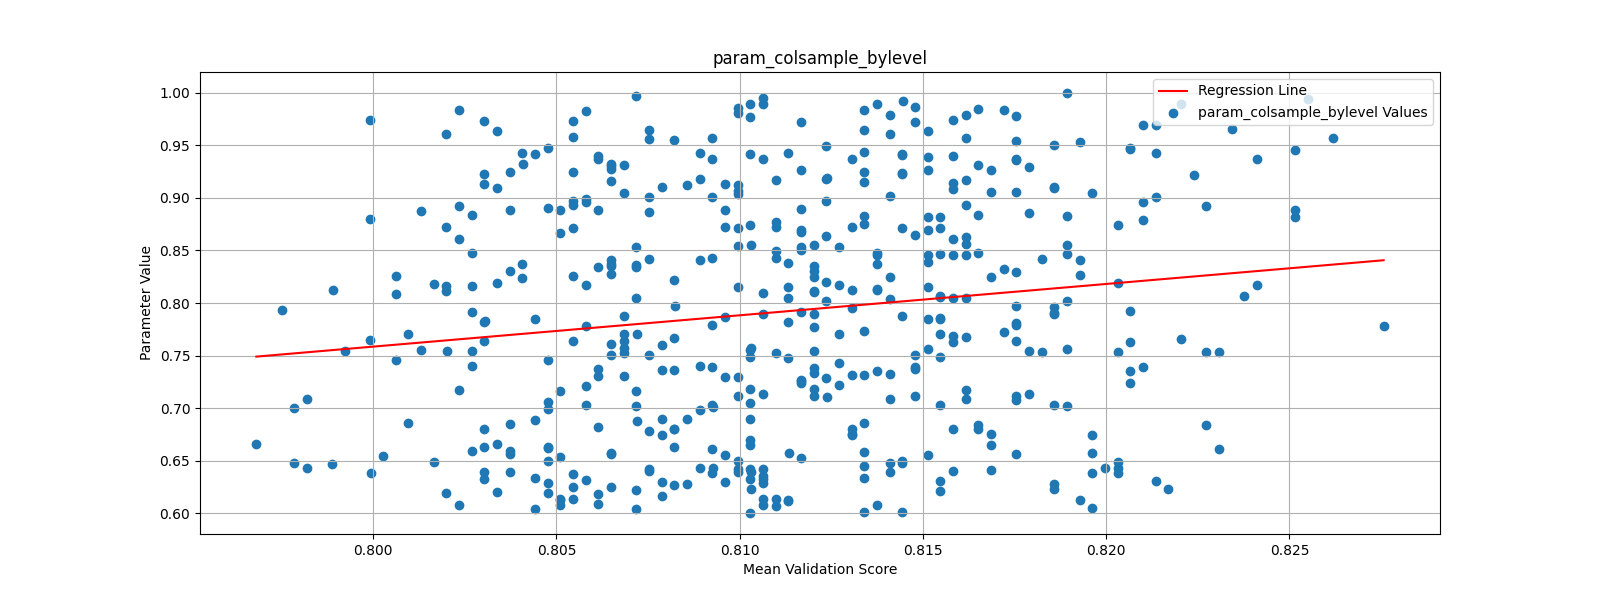 param_colsample_bylevel
Regression Line
param_colsample_bylevel Values
1.00
0.95
0.90
0.85
0.80
0.75
0.70
0.65
0.60
Parameter Value
0.800 0.805 0.810 0.815 0.820 0.825
Mean Validation Score